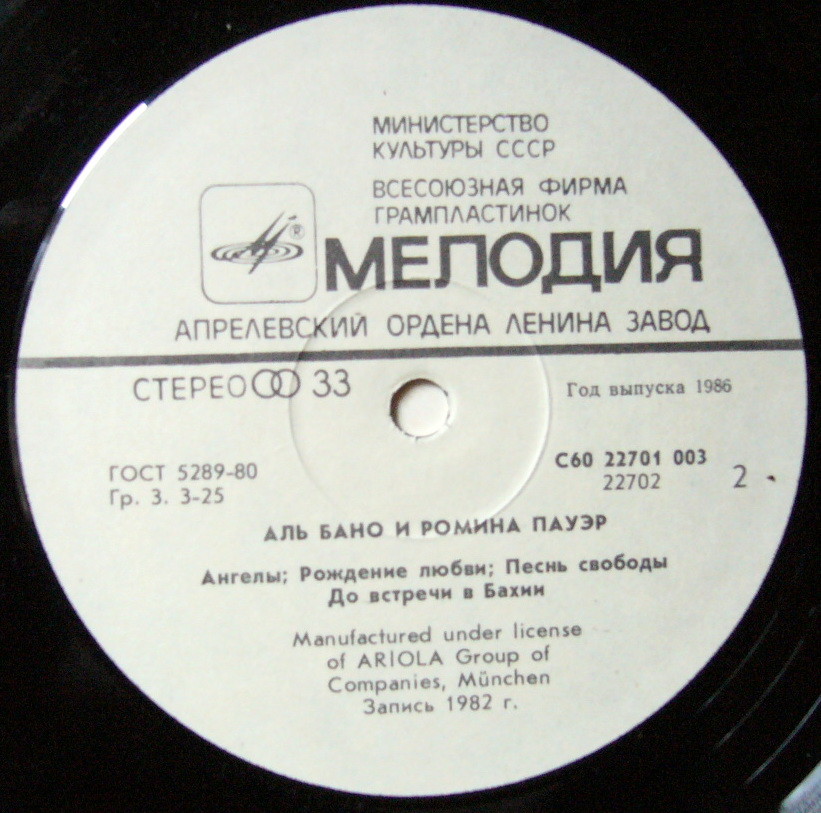 МИНИСТЕРСТВО
КУЛЬТУРЫ СССР
ВСЕСОЮЗНАЯ ФИРМА
ГРАМПЛАСТИНОК
®
МЕЛОДИЯ
АПРЕЛЕВСКИЙ ОРДЕНА ЛЕНИНА ЗАВОД
СТЕРЕО 33
Год выпуска 1986
ГОСТ 5289-80
Гр. 3. 3-25
С60 22701 003
22702
2
АЛЬ БАНО И РОМИНА ПАУЭР
Ангелы; Рождение любви; Песнь свободы
До встречи в Бахии
Manufactured under license
of ARIOLA Group of
Companies, München
Запись 1982 г.